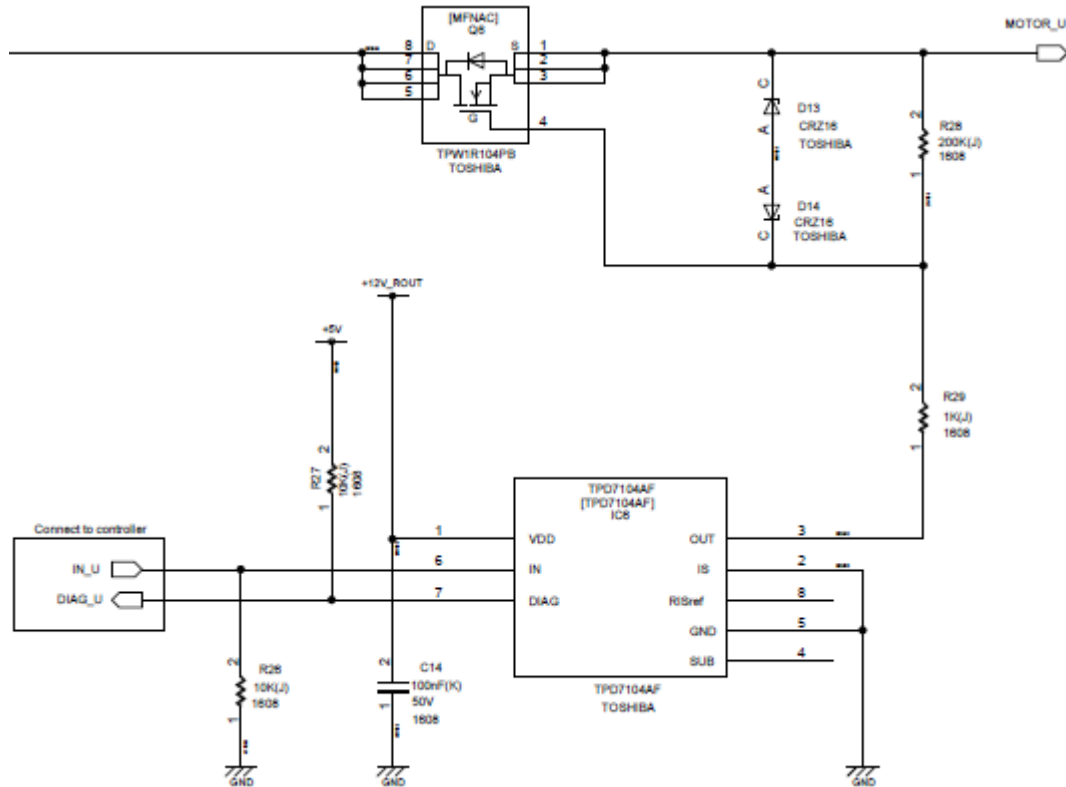 [MFNAC]
Q6
MOTOR_U
8 D S 1
7 2
6 3
5
G 4
TPW1R104PB
TOSHIBA
C
D13
CRZ16
TOSHIBA
A
A
D14
CRZ16
TOSHIBA
C
2
R28
200K(J)
1608
1
+12V_ROUT
+5V
2
R27
10K(J)
1608
1
2
R29
1K(J)
1608
1
TPD7104AF
[TPD7104AF]
IC6
Connect to controller
1 VDD OUT 3
IN_U 6 IN IS 2
DIAG_U 7 DIAG RISref 8
GND 5
SUB 4
TPD7104AF
TOSHIBA
2
R26
10K(J)
1608
1
2
C14
100nF(K)
50V
1608
1
GND
GND
GND